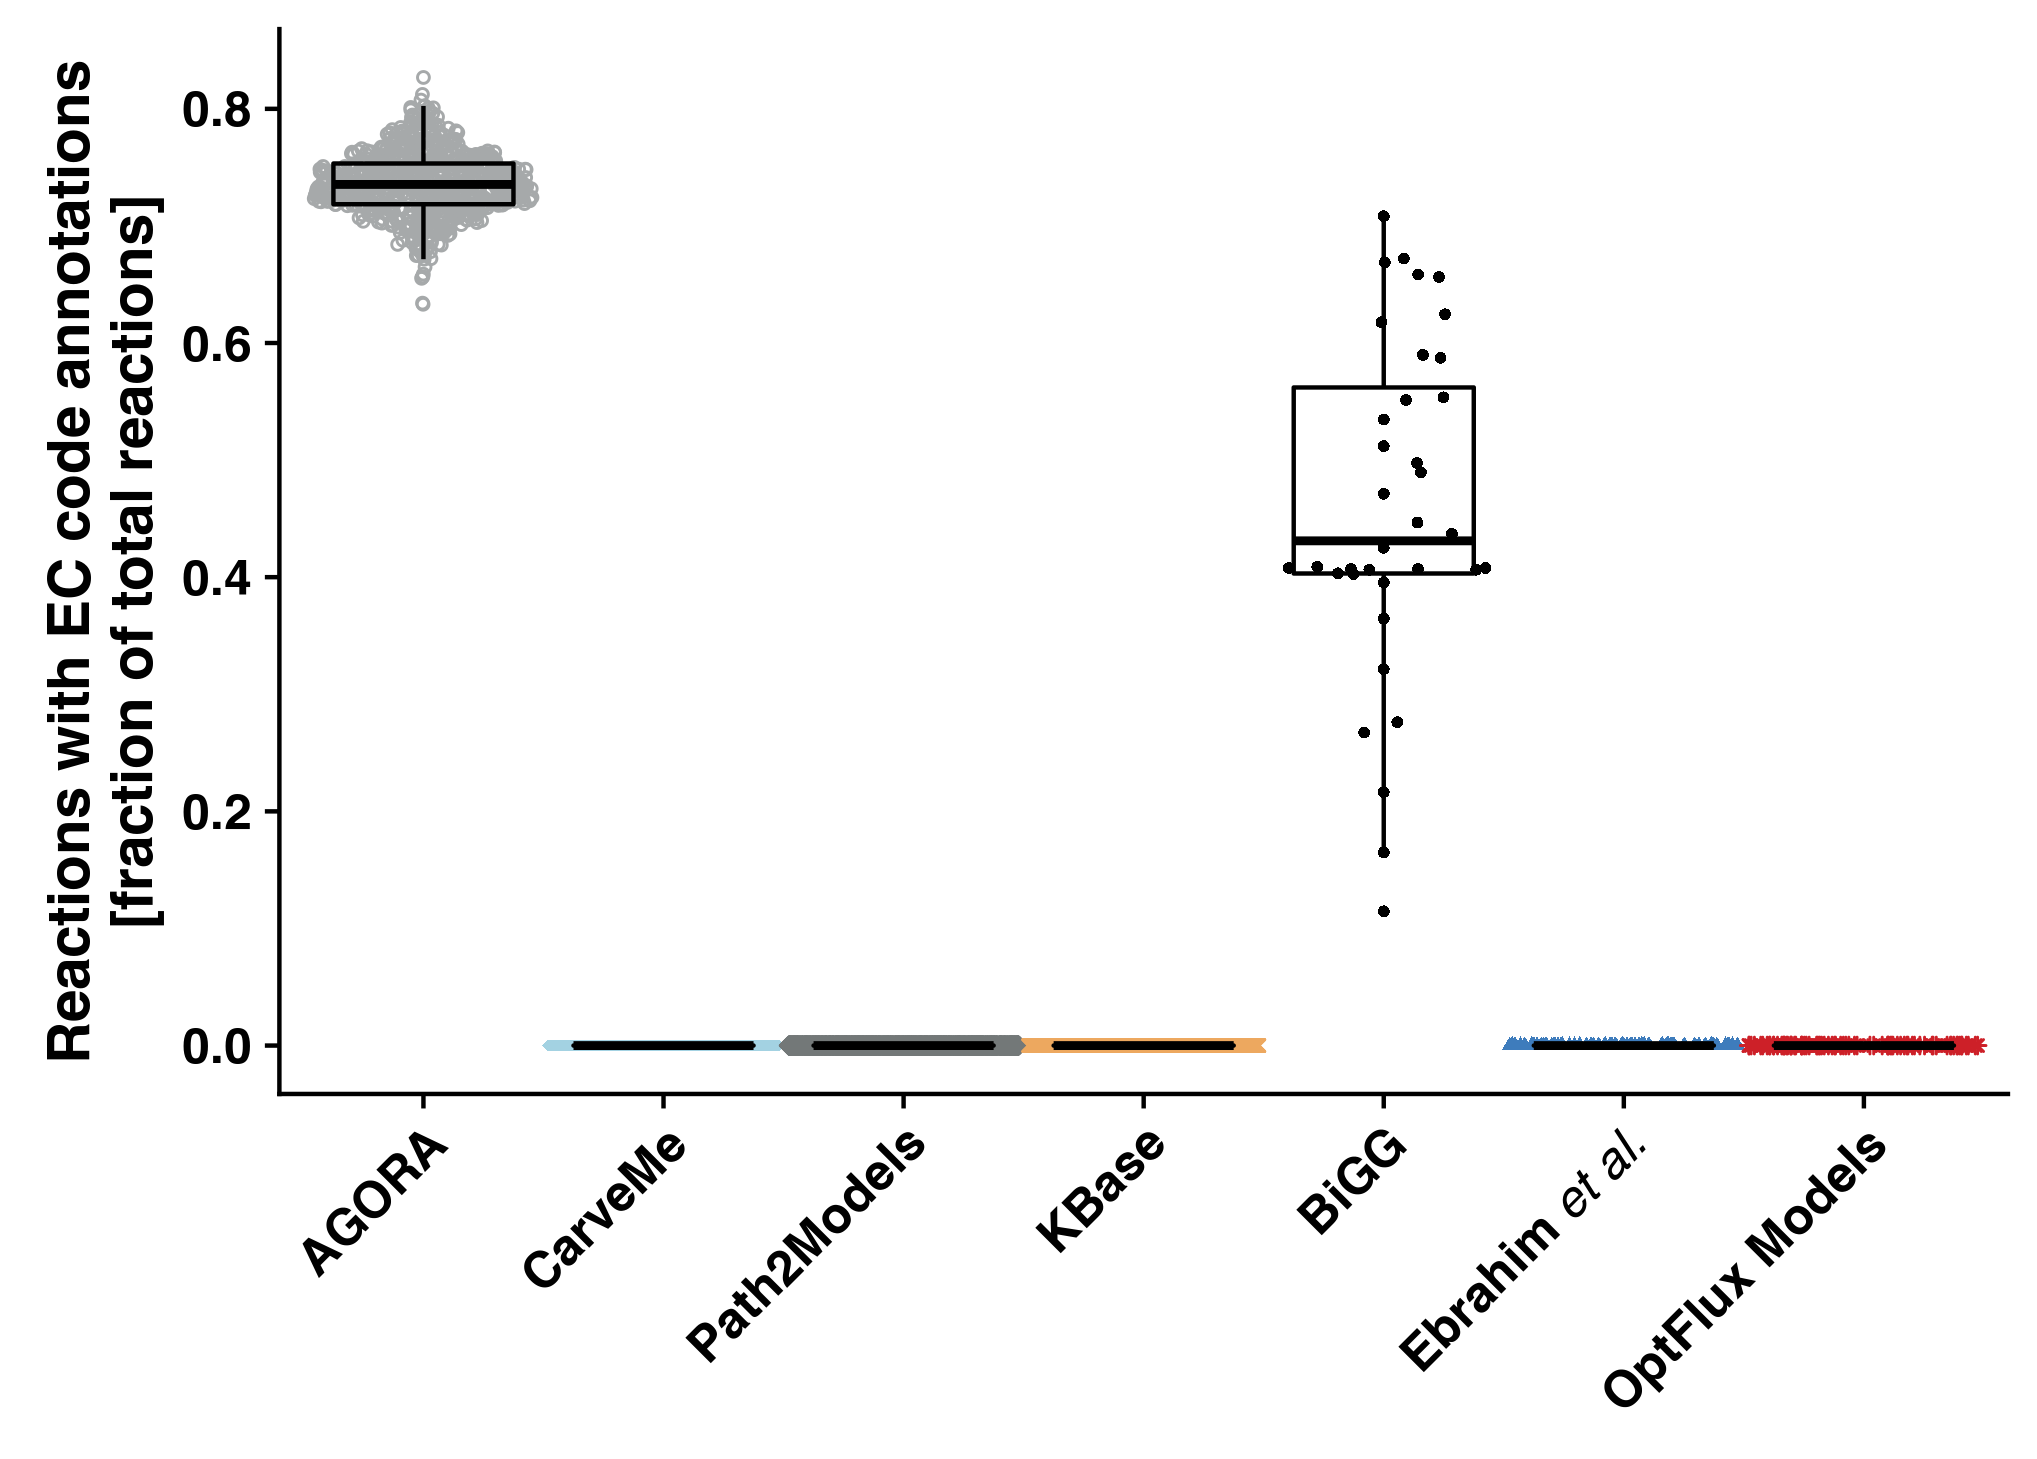 Reactions with EC code annotations
[fraction of total reactions]
0.8
0.6
0.4
0.2
0.0
AGORA
CarveMe
Path2Models
KBase
BiGG
Ebrahim et al.
OptFlux Models